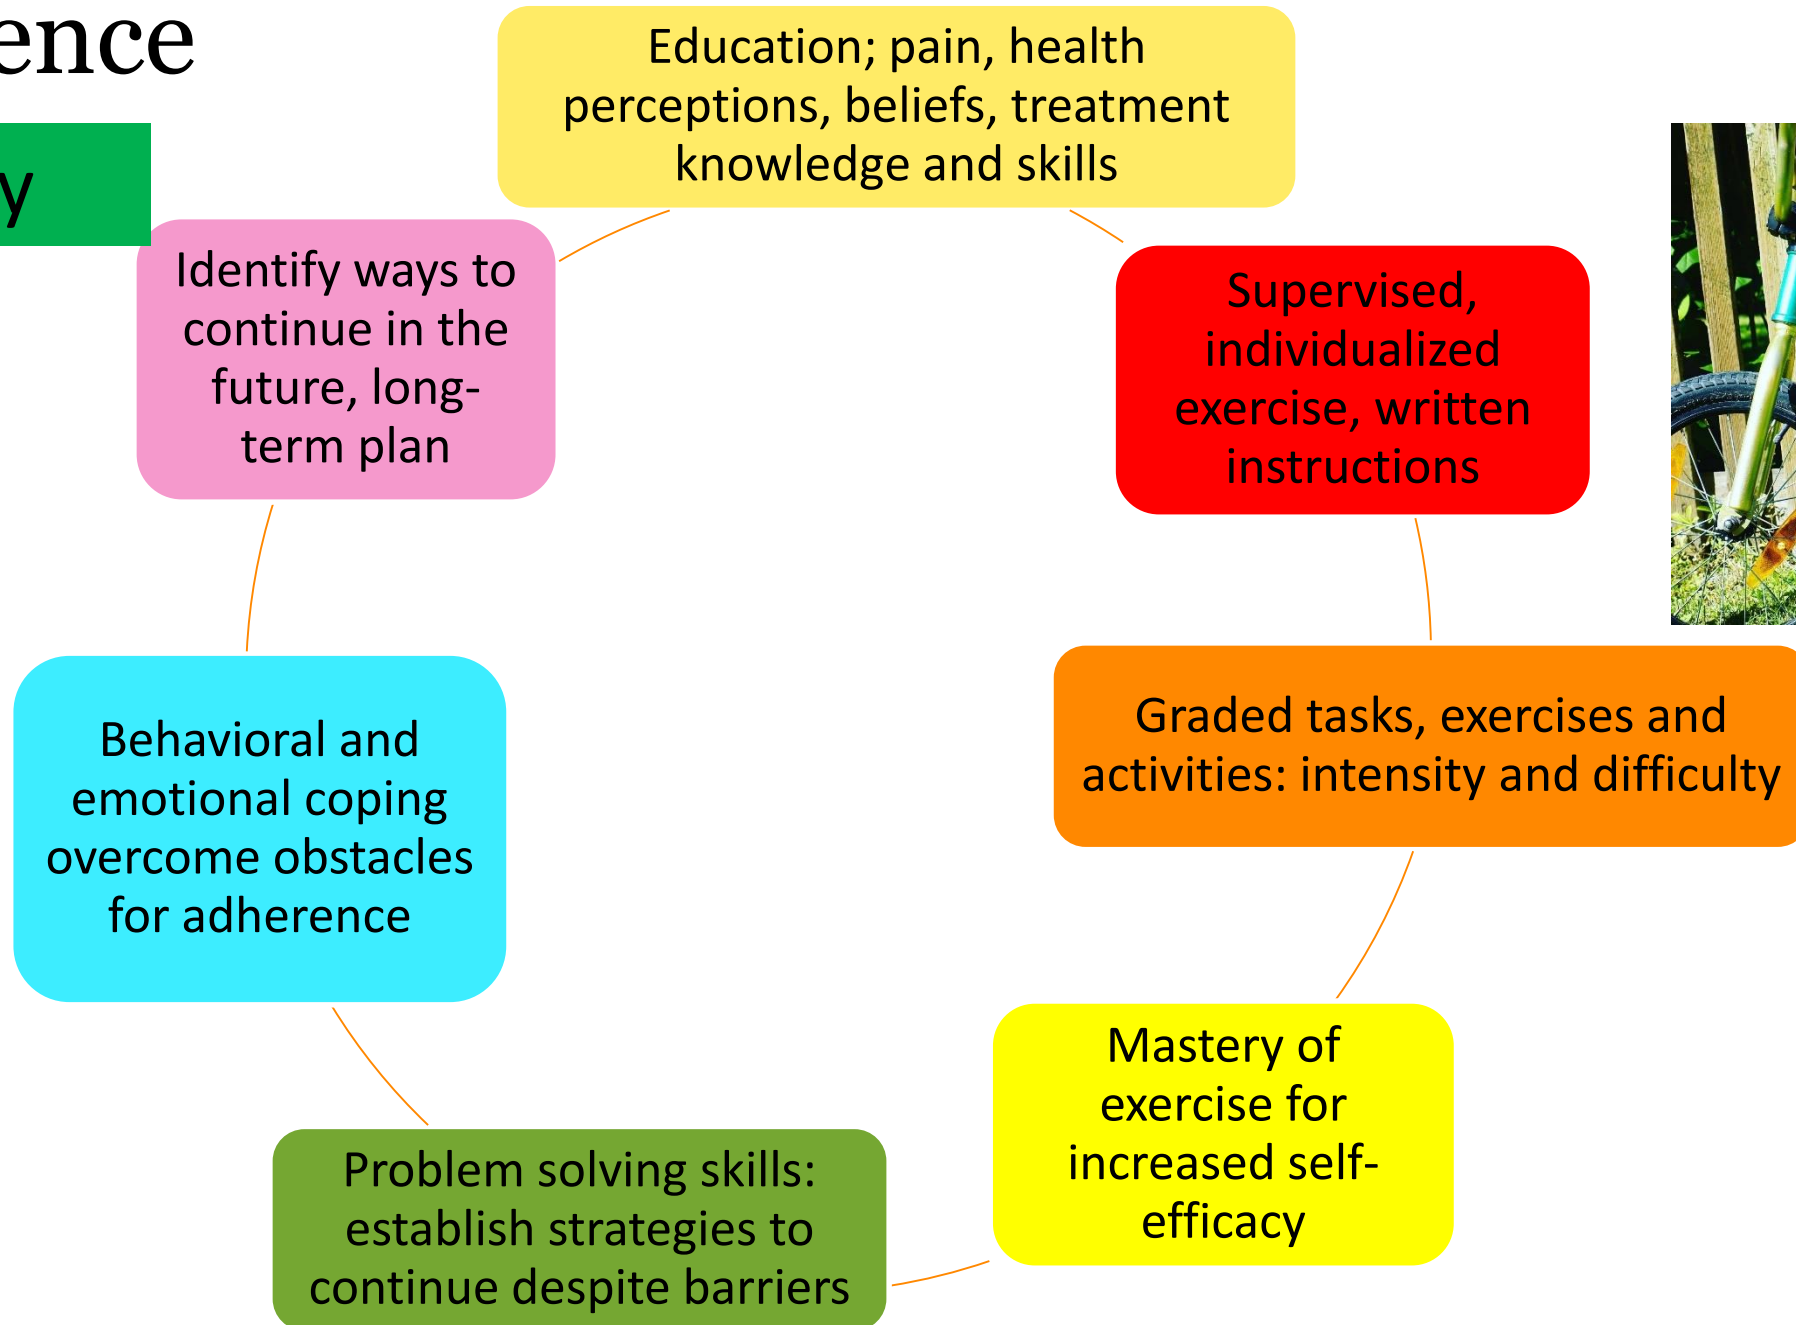 ence
y
Education; pain, health
perceptions, beliefs, treatment
knowledge and skills
Supervised,
individualized
exercise, written
instructions
Graded tasks, exercises and
activities: intensity and difficulty
Mastery of
exercise for
increased self-
efficacy
Problem solving skills:
establish strategies to
continue despite barriers
Behavioral and
emotional coping
overcome obstacles
for adherence
Identify ways to
continue in the
future, long-
term plan